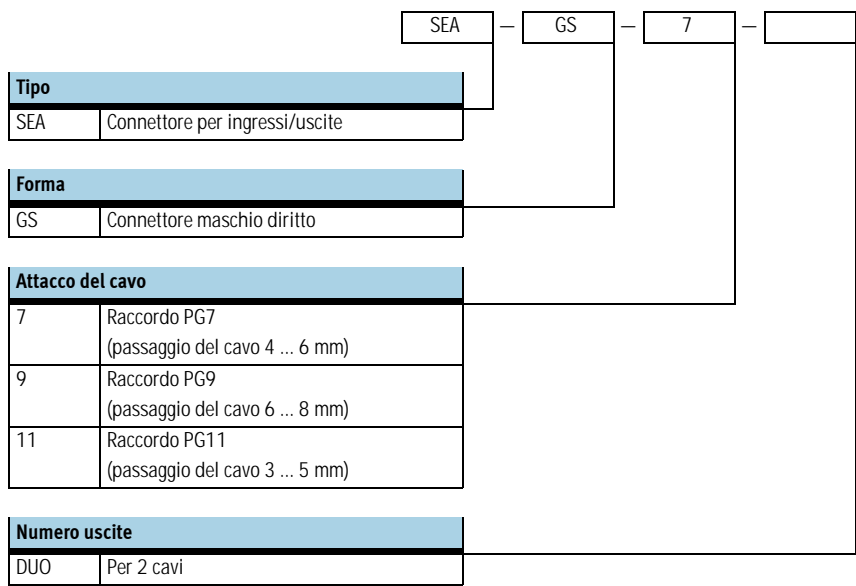 SEA — GS — 7 —
Tipo
SEA Connettore per ingressi/uscite
Forma
GS Connettore maschio diritto
Attacco del cavo
7 Raccordo PG7
(passaggio del cavo 4 ... 6 mm)
9 Raccordo PG9
(passaggio del cavo 6 ... 8 mm)
11 Raccordo PG11
(passaggio del cavo 3 ... 5 mm)
Numero uscite
DUO Per 2 cavi